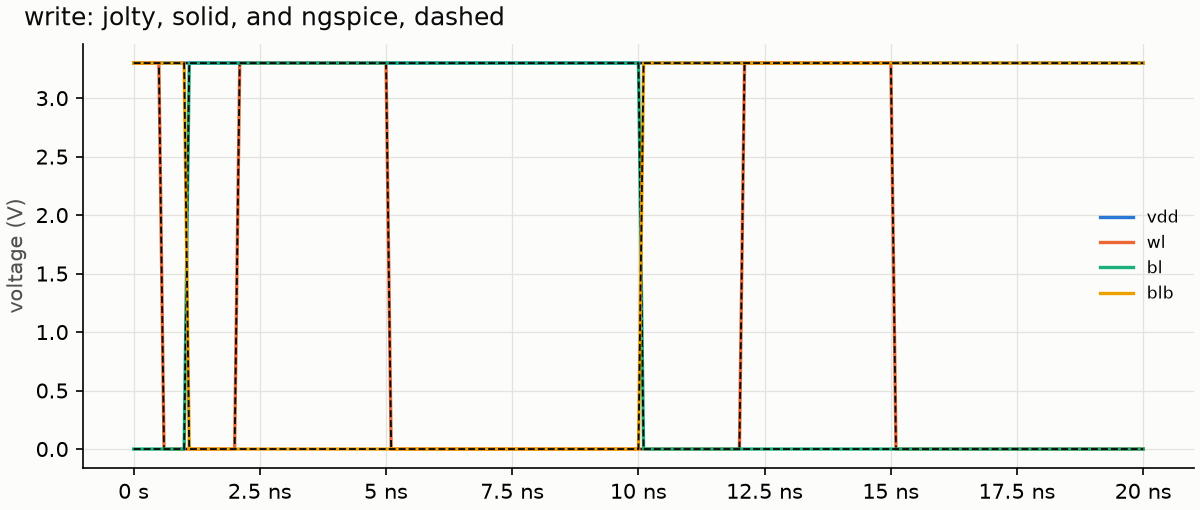 write: jolty, solid, and ngspice, dashed
voltage (V)
3.0
2.5
2.0
1.5
1.0
0.5
0.0
vdd
wl
bl
blb
0 s
2.5 ns
5 ns
7.5 ns
10 ns
12.5 ns
15 ns
17.5 ns
20 ns